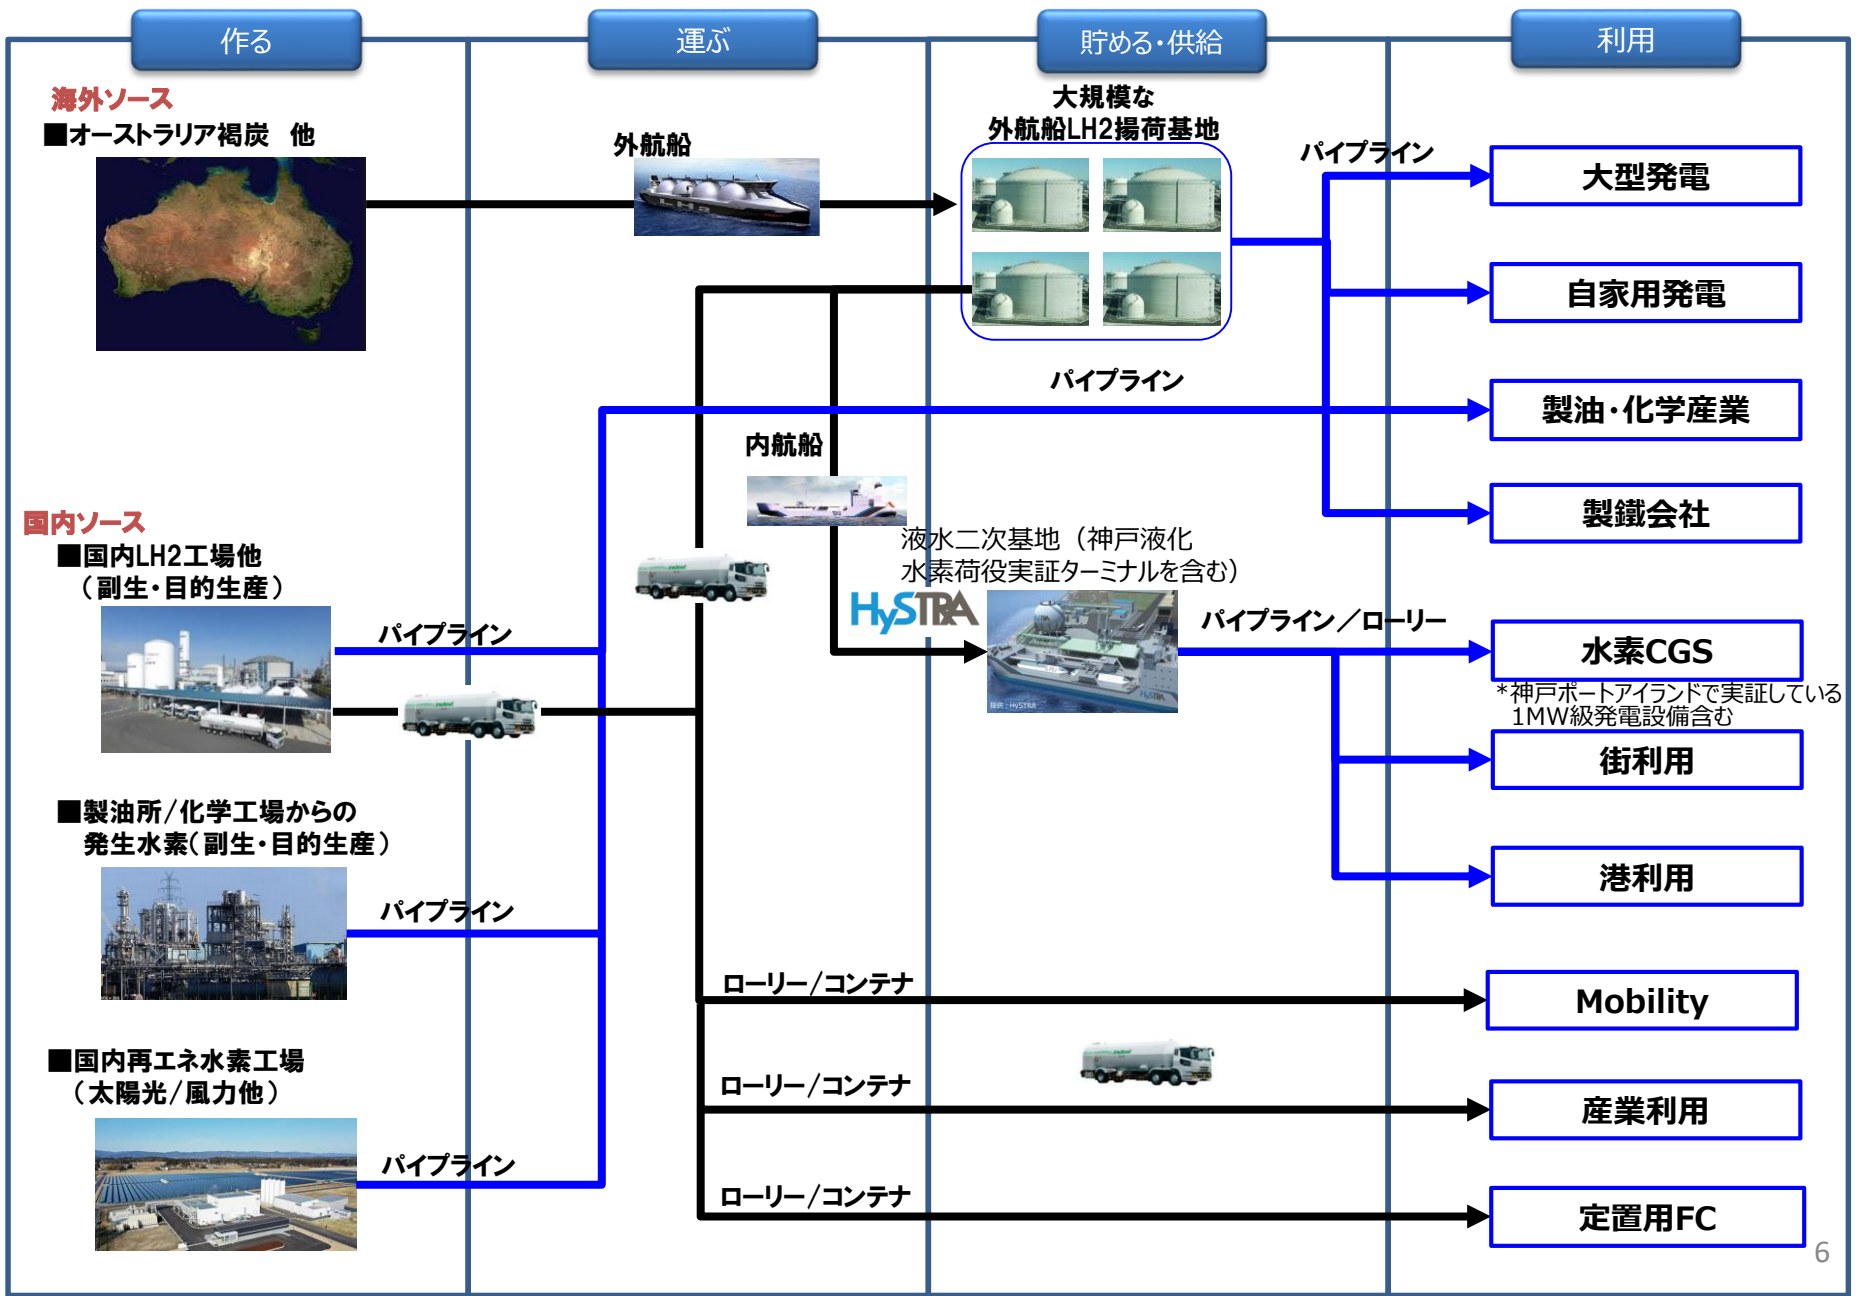 作る
運ぶ
貯める・供給
利用
海外ソース
■オーストラリア褐炭 他
外航船
LH2
大規模な
外航船LH2揚荷基地
パイプライン
大型発電
自家用発電
パイプライン
製油・化学産業
内航船
製鐵会社
国内ソース
■国内LH2工場他
（副生・目的生産）
パイプライン
液水二次基地（神戸液化
水素荷役実証ターミナルを含む）
HySTRA
HySTRA
提供：HySTRA
パイプライン／ローリー
水素CGS
*神戸ポートアイランドで実証している
1MW級発電設備含む
街利用
■製油所/化学工場からの
発生水素（副生・目的生産）
パイプライン
港利用
ローリー/コンテナ
Mobility
■国内再エネ水素工場
（太陽光/風力他）
ローリー/コンテナ
産業利用
パイプライン
ローリー/コンテナ
定置用FC
6